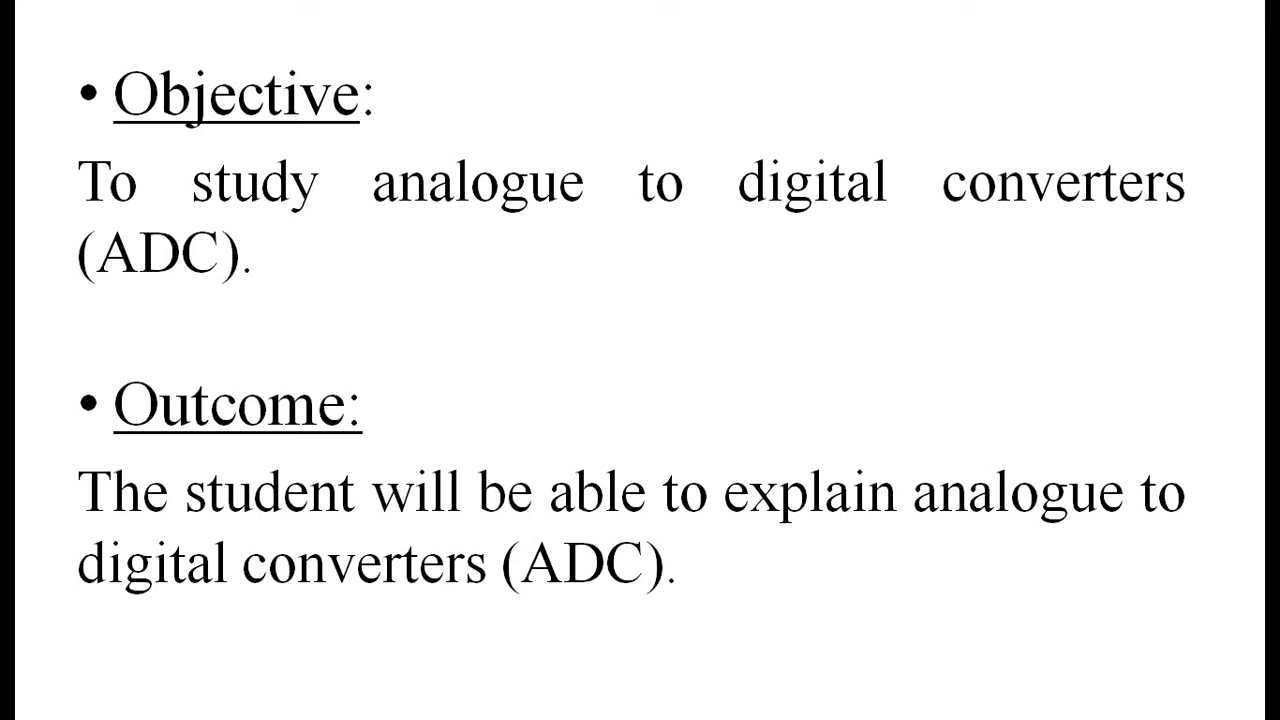 • Objective:
To study analogue to digital converters
(ADC).
• Outcome:
The student will be able to explain analogue to
digital converters (ADC).